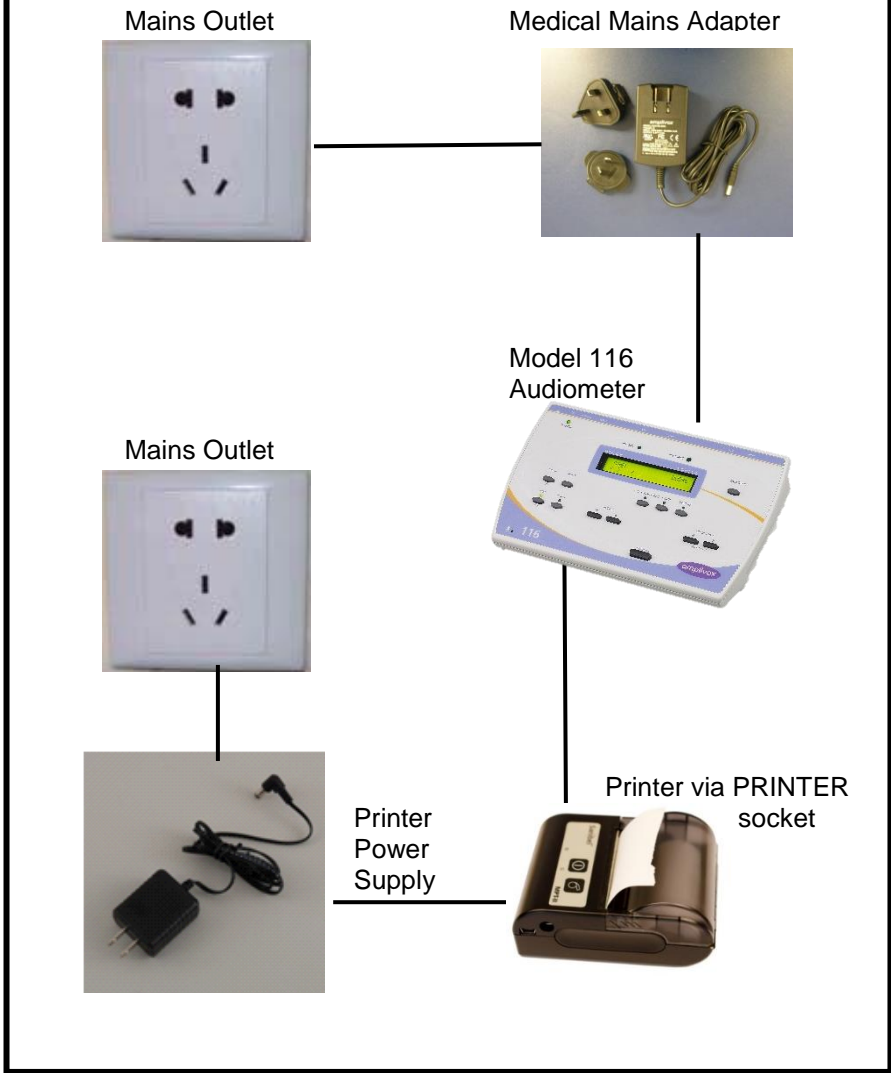 Mains Outlet
Medical Mains Adapter
Model 116
Audiometer
116
amplivox
Mains Outlet
Printer via PRINTER
socket
Printer
Power
Supply